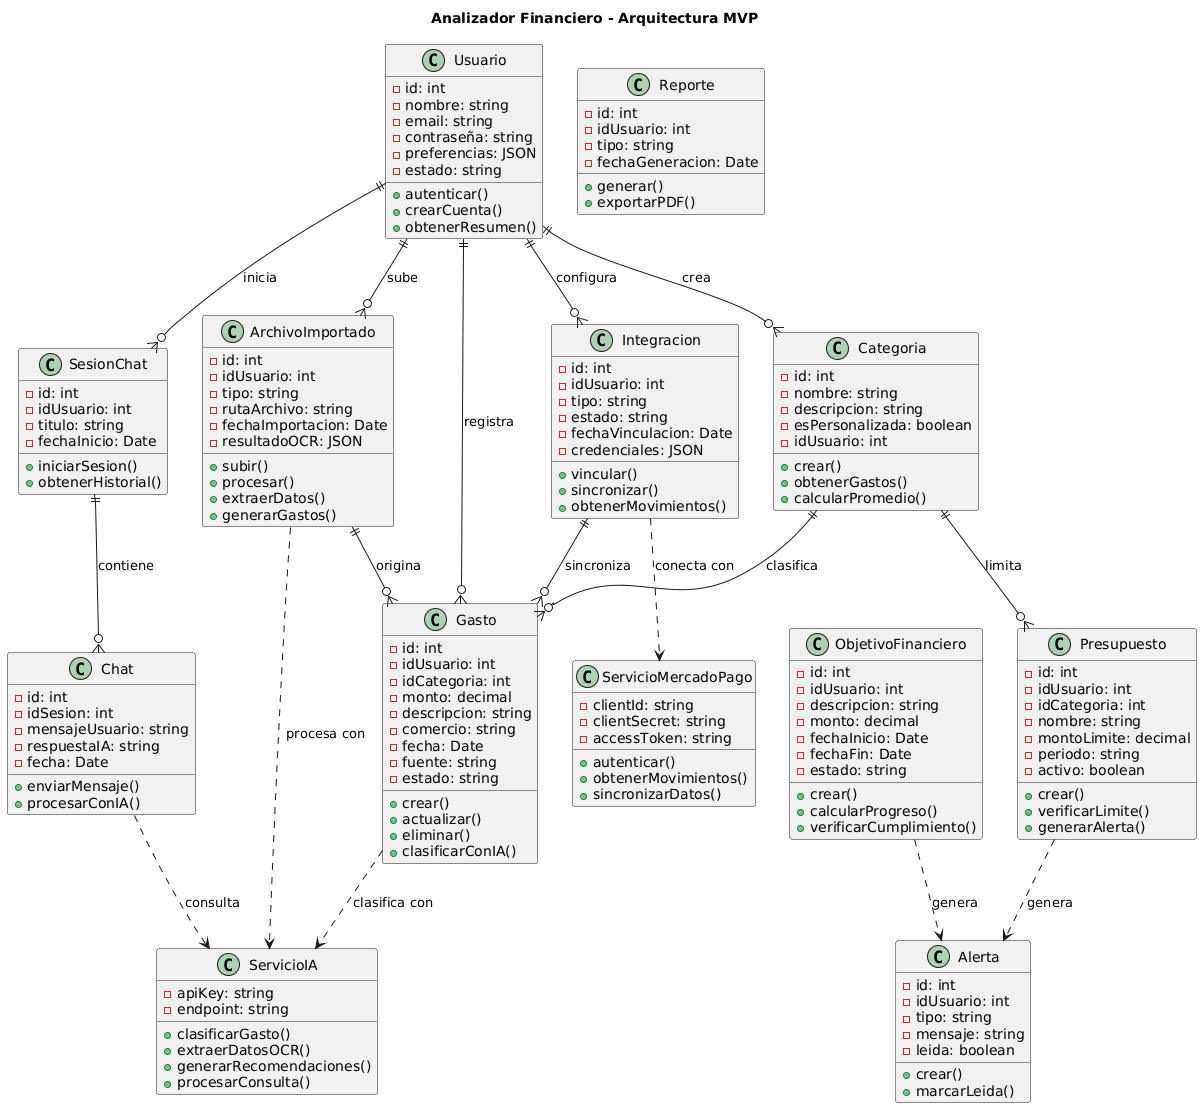 Analizador Financiero - Arquitectura MVP
C Usuario
id: int
nombre: string
email: string
contraseña: string
preferencias: JSON
estado: string
autenticar()
crearCuenta()
obtenerResumen()
C Reporte
id: int
idUsuario: int
tipo: string
fechaGeneracion: Date
generar()
exportarPDF()
inicia
sube
configura
crea
registra
C SesionChat
id: int
idUsuario: int
titulo: string
fechaInicio: Date
iniciarSesion()
obtenerHistorial()
C ArchivoImportado
id: int
idUsuario: int
tipo: string
rutaArchivo: string
fechaImportacion: Date
resultadoOCR: JSON
subir()
procesar()
extraerDatos()
generarGastos()
C Integracion
id: int
idUsuario: int
tipo: string
estado: string
fechaVinculacion: Date
credenciales: JSON
vincular()
sincronizar()
obtenerMovimientos()
C Categoria
id: int
nombre: string
descripcion: string
esPersonalizada: boolean
idUsuario: int
crear()
obtenerGastos()
calcularPromedio()
contiene
origina
sincroniza
conecta con
clasifica
limita
C Chat
id: int
idSesion: int
mensajeUsuario: string
respuestaIA: string
fecha: Date
enviarMensaje()
procesarConIA()
procesa con
C Gasto
id: int
idUsuario: int
idCategoria: int
monto: decimal
descripcion: string
comercio: string
fecha: Date
fuente: string
estado: string
crear()
actualizar()
eliminar()
clasificarConIA()
C ServicioMercadoPago
clientId: string
clientSecret: string
accessToken: string
autenticar()
obtenerMovimientos()
sincronizarDatos()
C ObjetivoFinanciero
id: int
idUsuario: int
descripcion: string
monto: decimal
fechaInicio: Date
fechaFin: Date
estado: string
crear()
calcularProgreso()
verificarCumplimiento()
C Presupuesto
id: int
idUsuario: int
idCategoria: int
nombre: string
montoLimite: decimal
periodo: string
activo: boolean
crear()
verificarLimite()
generarAlerta()
consulta
clasifica con
genera
genera
C ServicioIA
apiKey: string
endpoint: string
clasificarGasto()
extraerDatosOCR()
generarRecomendaciones()
procesarConsulta()
C Alerta
id: int
idUsuario: int
tipo: string
mensaje: string
leida: boolean
crear()
marcarLeida()